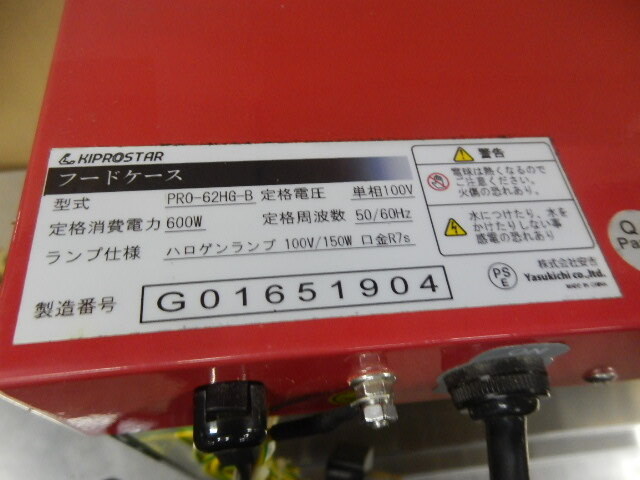 KIPROSTAR
フードケース
型式 PRO-62HG-B 定格電圧 単相100V
定格消費電力 600W 定格周波数 50/60Hz
ランプ仕様 ハロゲンランプ 100V/150W 口金R7s
製造番号 G01651904
警告
電球は熱くなるので
ご注意ください。
火傷の恐れあり。
水につけたり、水を
かけたりしない事
感電の恐れあり
PS
E
株式会社安吉
Yasukichi co.,ltd.
MADE IN CHINA
Q
Pa